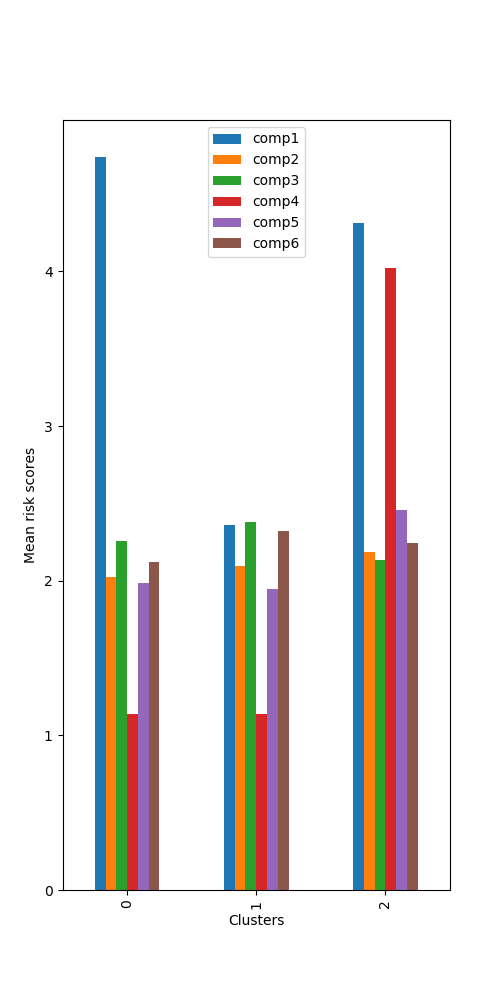 comp1
comp2
comp3
comp4
comp5
comp6
4
3
2
1
0
Mean risk scores
0
1
2
Clusters